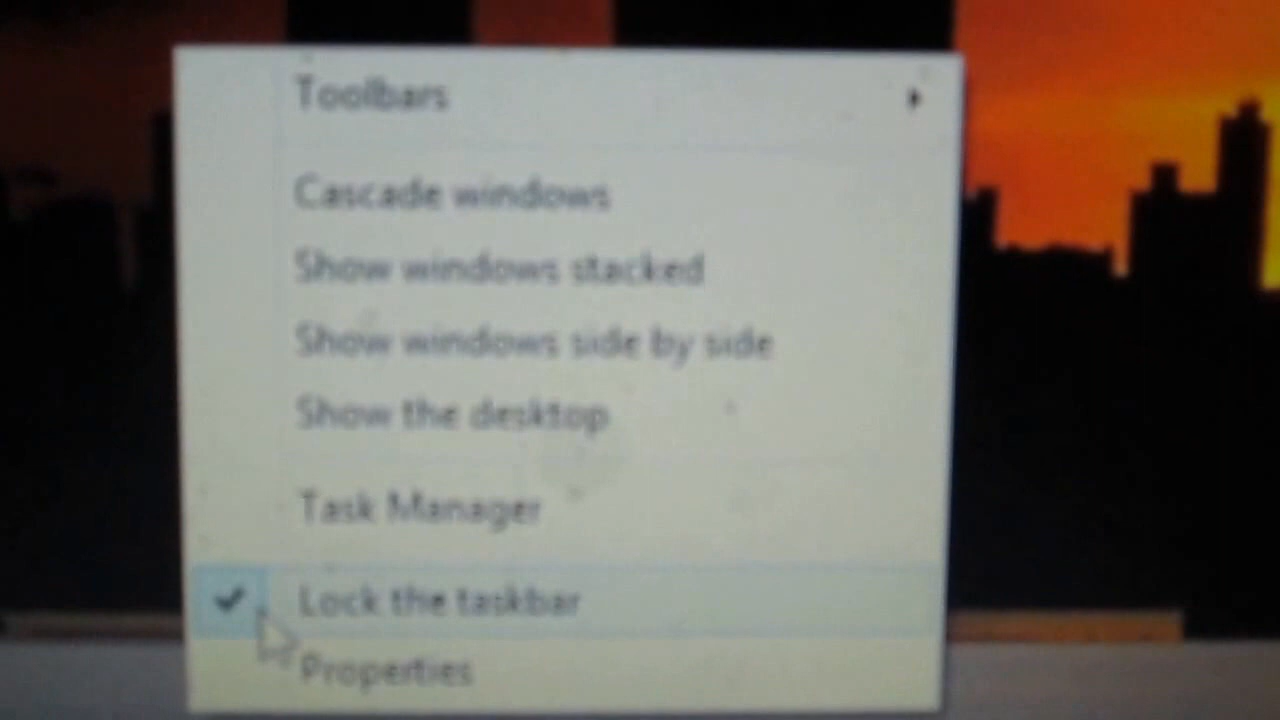 Toolbars
Cascade windows
Show windows stacked
Show windows side by side
Show the desktop
Task Manager
Lock the taskbar
Properties